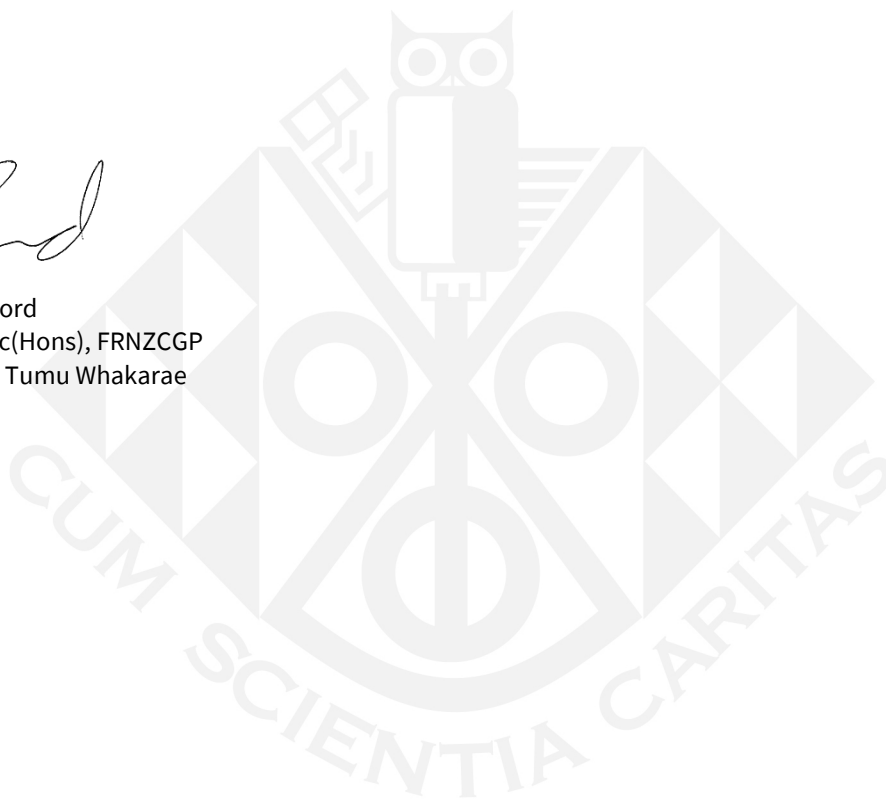 ord
c(Hons), FRNZCGP
Tumu Whakarae
CUM SCIENTIA CARITAS